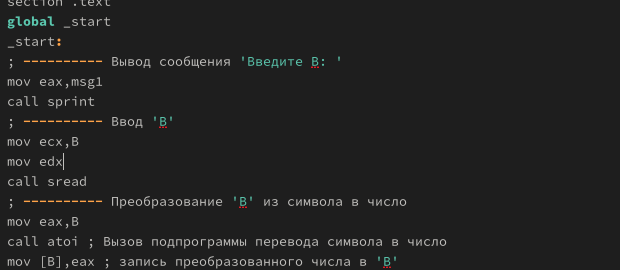 section .text
global _start
_start:
; ---------- Вывод сообщения 'Введите B: '
mov eax,msg1
call sprint
; ---------- Ввод 'B'
mov ecx,B
mov edx
call sread
; ---------- Преобразование 'B' из символа в число
mov eax,B
call atoi ; Вызов подпрограммы перевода символа в число
mov [B],eax ; запись преобразованного числа в 'B'